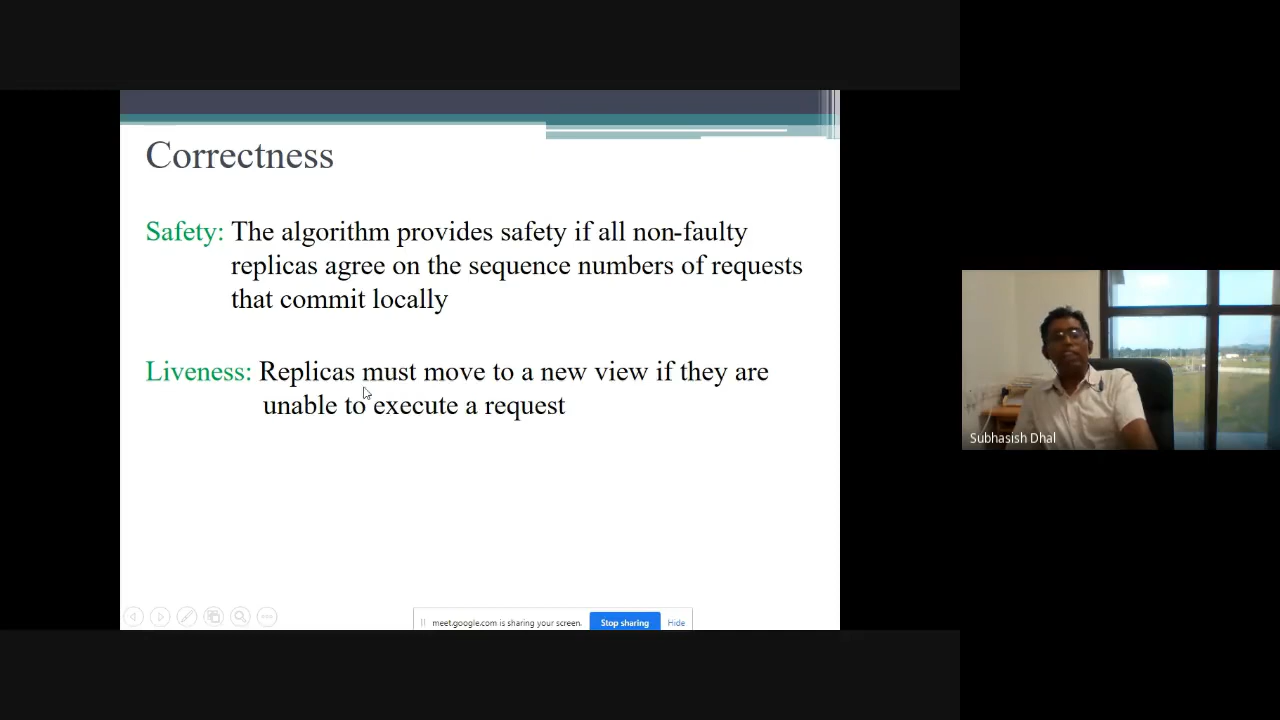 Correctness
Safety: The algorithm provides safety if all non-faulty
replicas agree on the sequence numbers of requests
that commit locally
Liveness: Replicas must move to a new view if they are
unable to execute a request
meet.google.com is sharing your screen.
Stop sharing
Hide
Subhasish Dhal